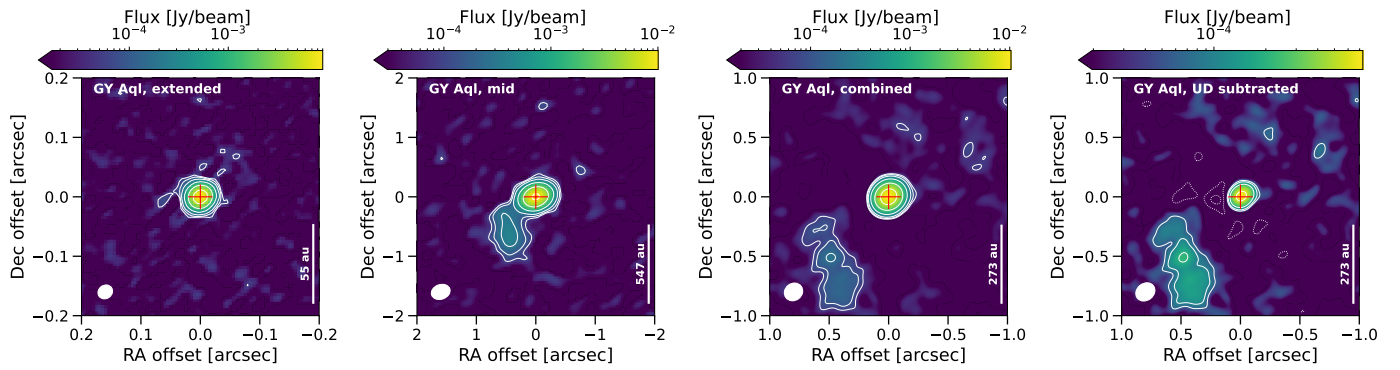 Flux [Jy/beam]
10⁻⁴ 10⁻³
GY Aql, extended
0.2
0.1
0.0
−0.1
−0.2
Dec offset [arcsec]
55 au
0.2 0.1 0.0 −0.1 −0.2
RA offset [arcsec]
Flux [Jy/beam]
10⁻⁴ 10⁻³ 10⁻²
GY Aql, mid
2
1
0
−1
−2
Dec offset [arcsec]
547 au
2 1 0 −1 −2
RA offset [arcsec]
Flux [Jy/beam]
10⁻⁴ 10⁻³ 10⁻²
GY Aql, combined
1.0
0.5
0.0
−0.5
−1.0
Dec offset [arcsec]
273 au
1.0 0.5 0.0 −0.5 −1.0
RA offset [arcsec]
Flux [Jy/beam]
10⁻⁴
GY Aql, UD subtracted
1.0
0.5
0.0
−0.5
−1.0
Dec offset [arcsec]
273 au
1.0 0.5 0.0 −0.5 −1.0
RA offset [arcsec]